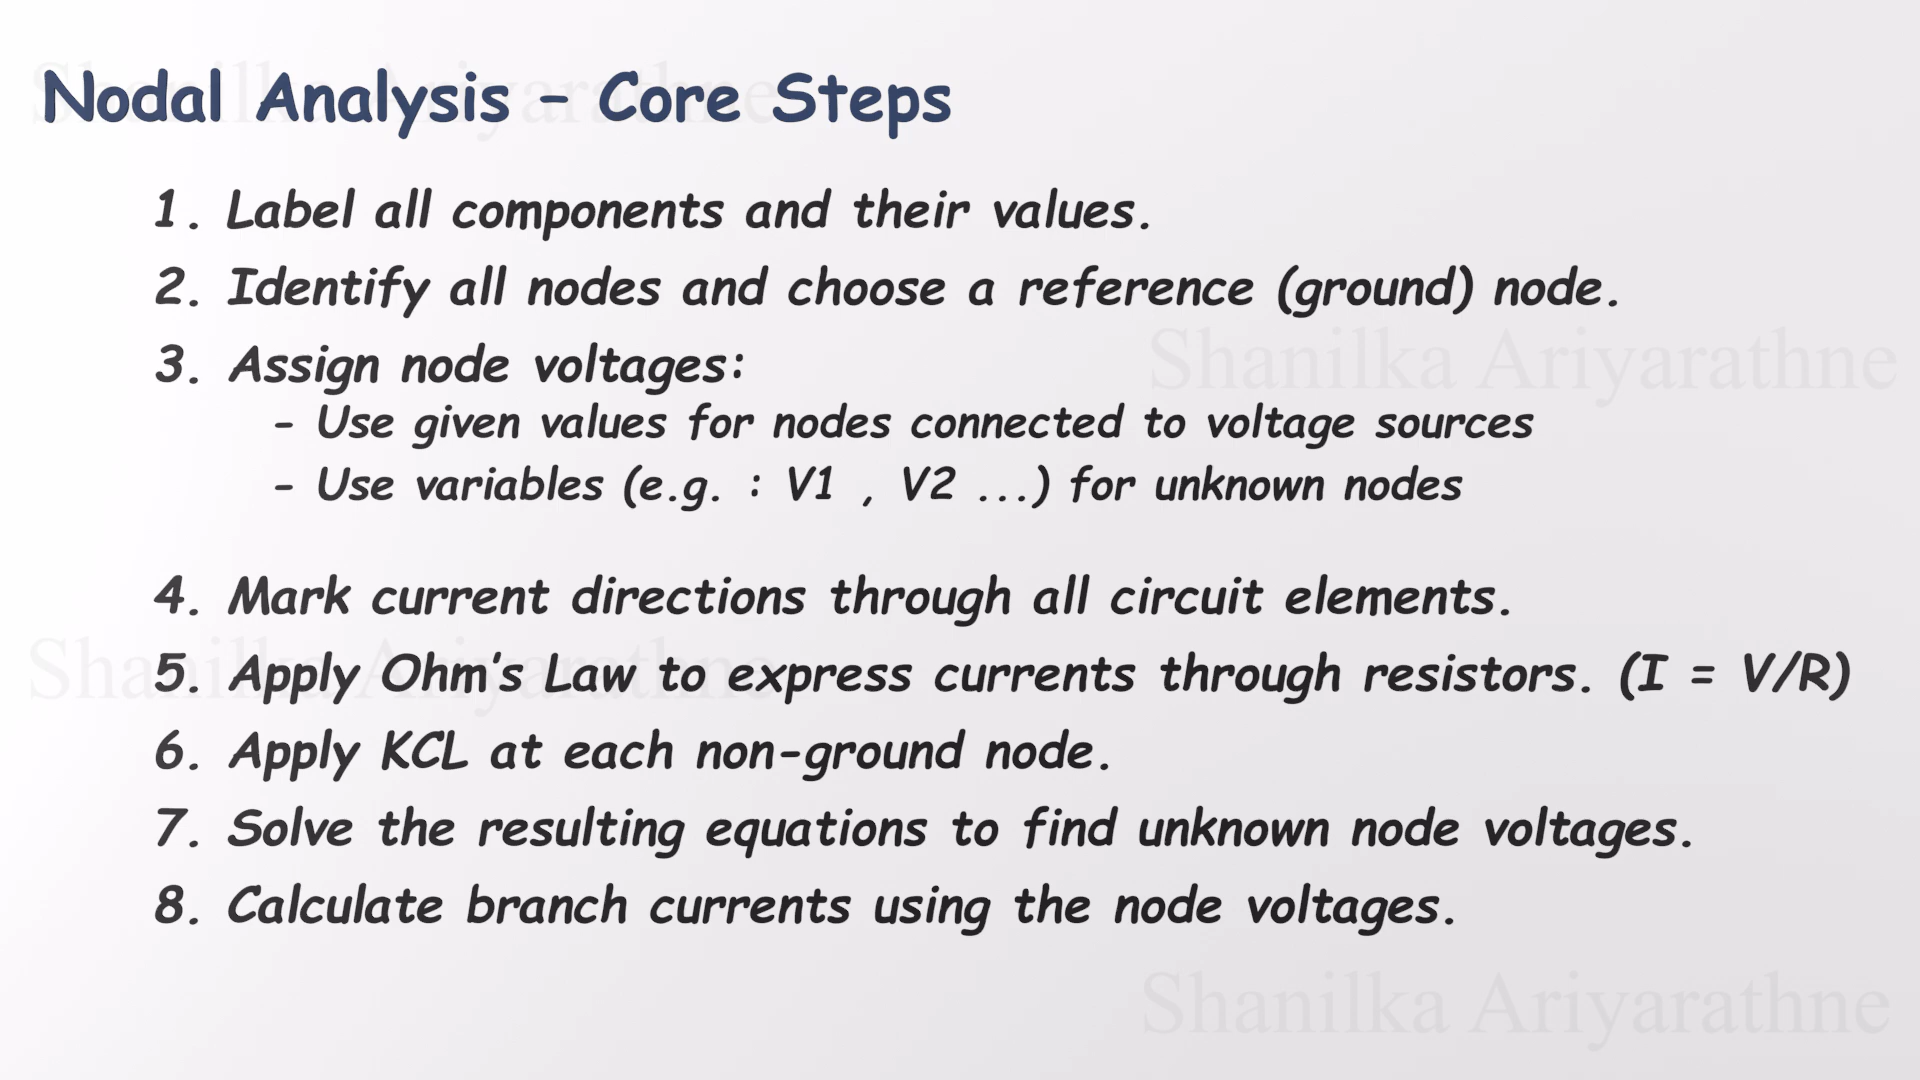 Shanilka Ariyarathne
Nodal Analysis – Core Steps
1. Label all components and their values.
2. Identify all nodes and choose a reference (ground) node.
3. Assign node voltages:
Shanilka Ariyarathne
- Use given values for nodes connected to voltage sources
- Use variables (e.g. : V1 , V2 ...) for unknown nodes
4. Mark current directions through all circuit elements.
Shanilka Ariyarathne
5. Apply Ohm's Law to express currents through resistors. (I = V/R)
6. Apply KCL at each non-ground node.
7. Solve the resulting equations to find unknown node voltages.
8. Calculate branch currents using the node voltages.
Shanilka Ariyarathne